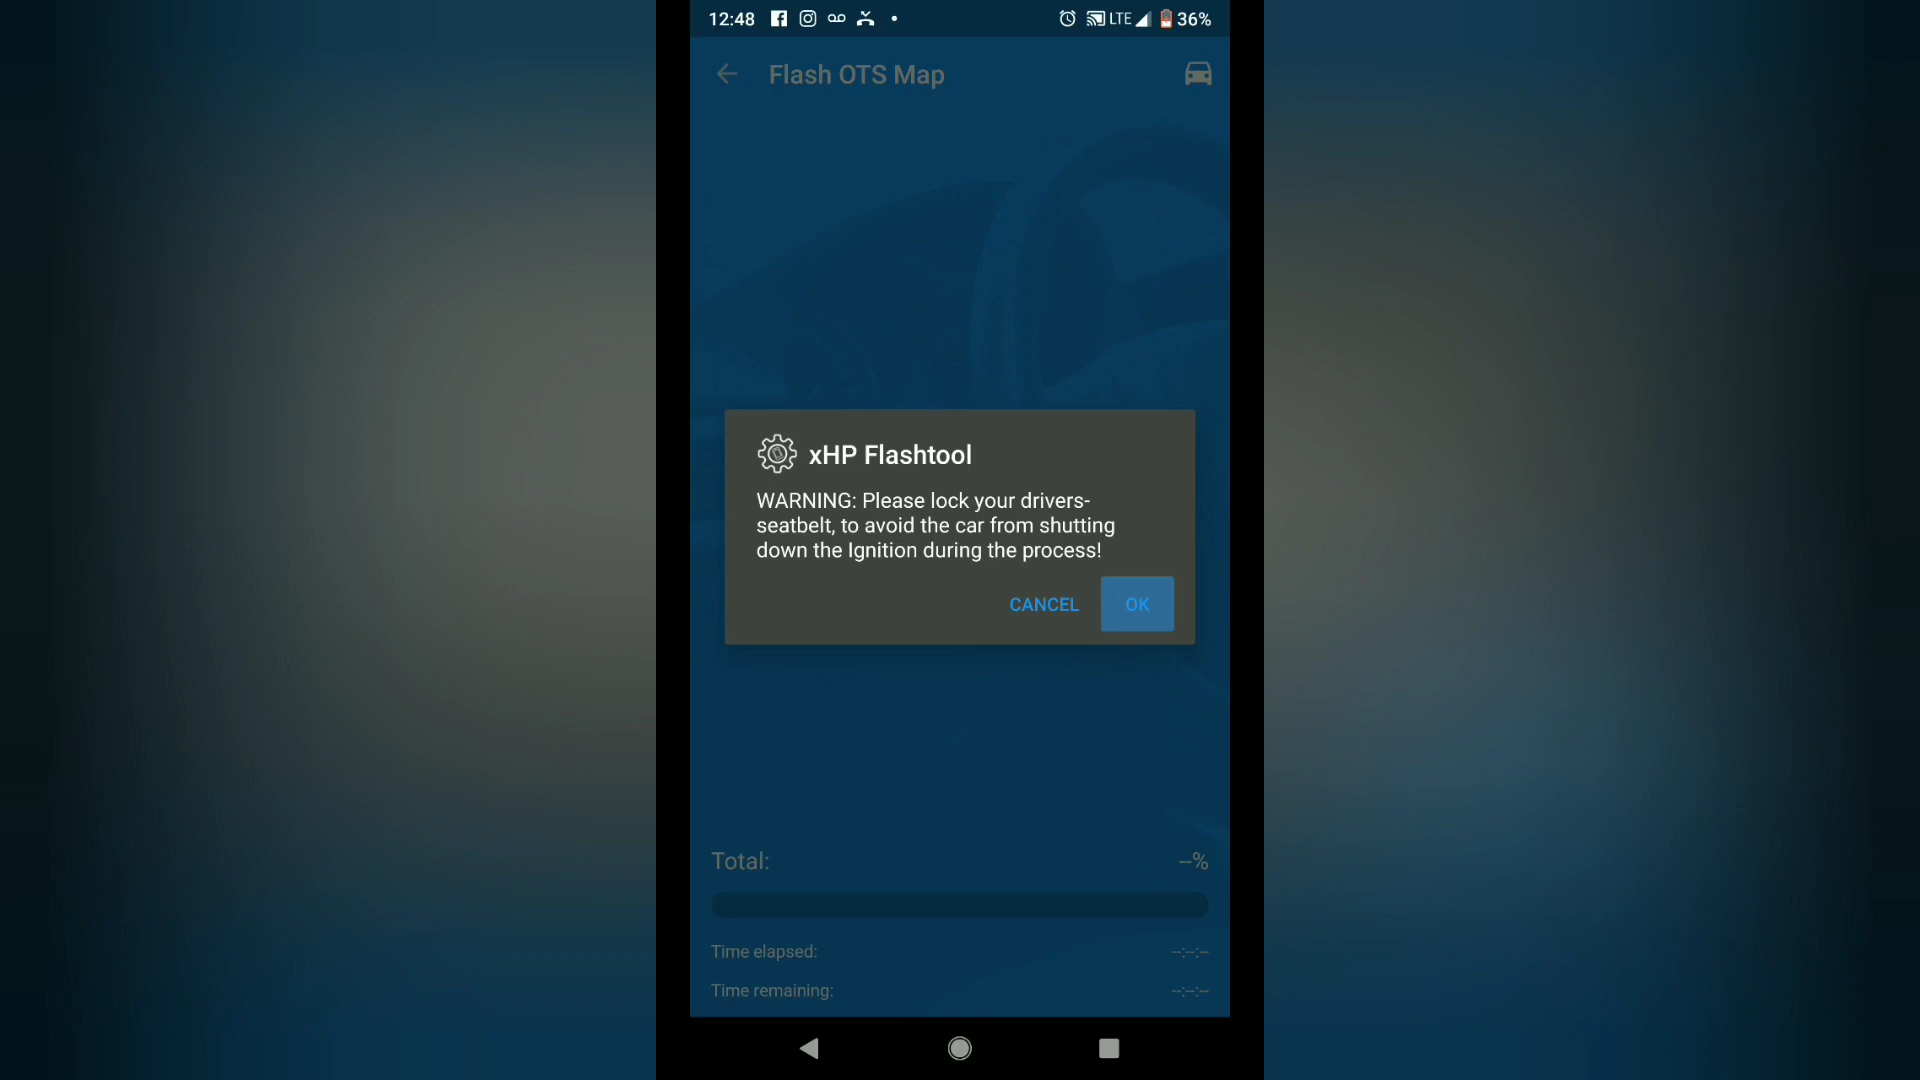 12:48 LTE 36%
Flash OTS Map
xHP Flashtool
WARNING: Please lock your drivers-
seatbelt, to avoid the car from shutting
down the Ignition during the process!
CANCEL OK
Total: --%
Time elapsed: --:--:--
Time remaining: --:--:--